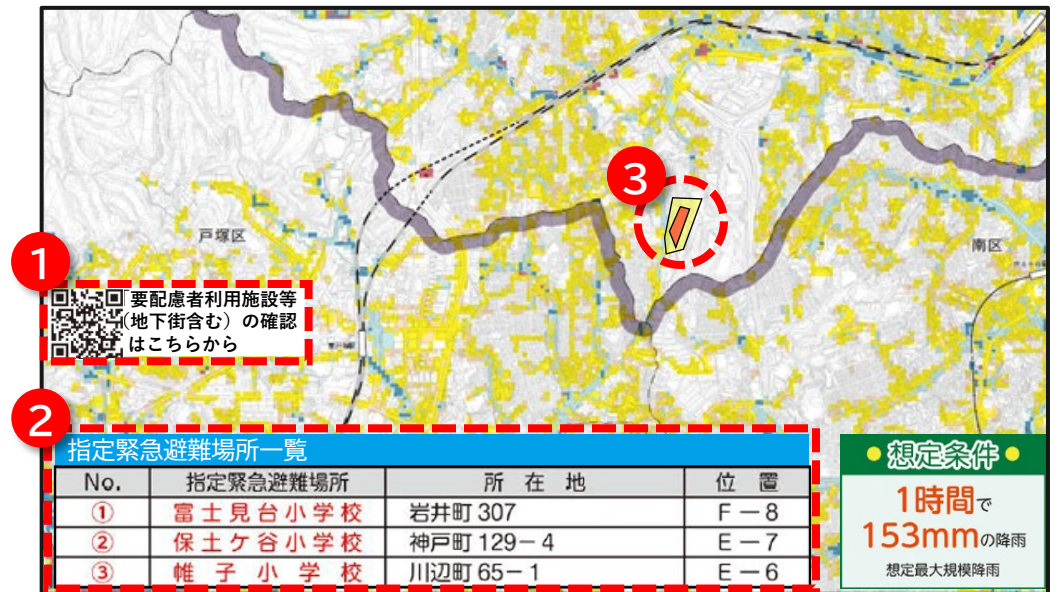 3
戸塚区
南区
1
要配慮者利用施設等
(地下街含む)の確認
はこちらから
2
指定緊急避難場所一覧
No. 指定緊急避難場所 所在地 位置
① 富士見台小学校 岩井町 307 F－8
② 保土ケ谷小学校 神戸町 129－4 E－7
③ 帷子小学校 川辺町 65－1 E－6
●想定条件●
1時間で
153mmの降雨
想定最大規模降雨